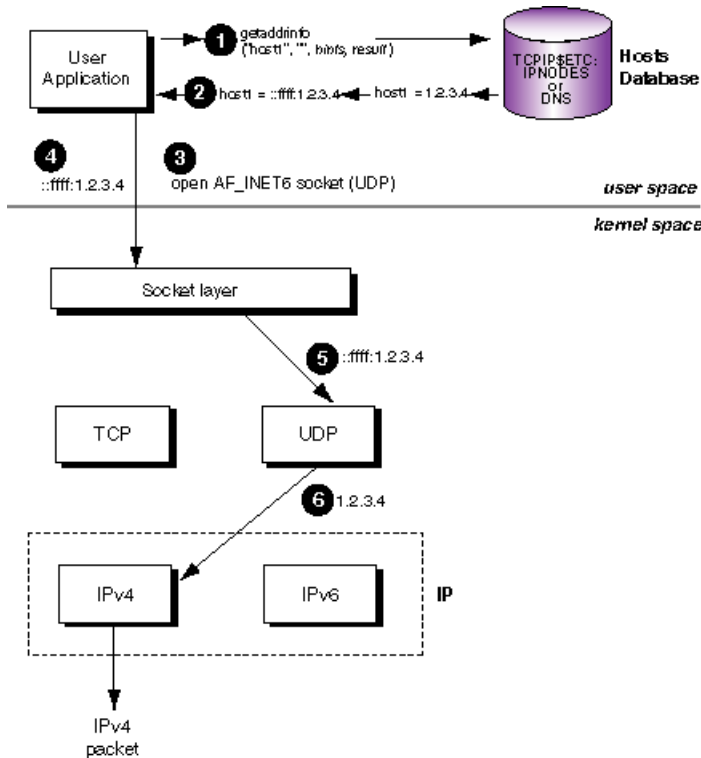 User
Application
1
getaddrinfo
("host1", "", hints, result)
TCPIP$ETC:
IPNODES
or
DNS
Hosts
Database
2
host1 = ::ffff:1.2.3.4
host1 = 1.2.3.4
4
::ffff:1.2.3.4
3
open AF_INET6 socket (UDP)
user space
kernel space
Socket layer
5
::ffff:1.2.3.4
TCP
UDP
6
1.2.3.4
IPv4
IPv6
IP
IPv4
packet